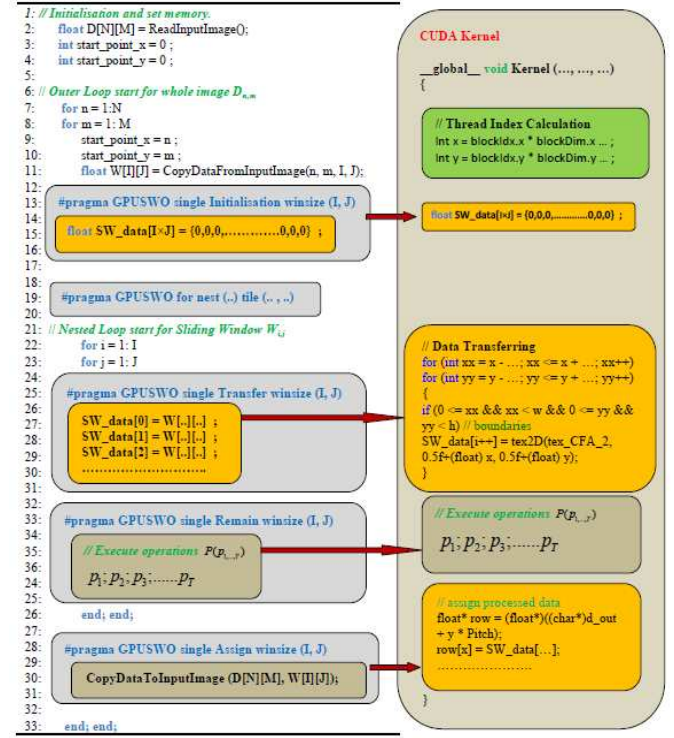 1: // Initialisation and set memory.
2: float D[N][M] = ReadInputImage();
3: int start_point_x = 0 ;
4: int start_point_y = 0 ;
5:
6: // Outer Loop start for whole image Dn,m
7: for n = 1:N
8: for m = 1: M
9: start_point_x = n ;
10: start_point_y = m ;
11: float W[I][J] = CopyDataFromInputImage(n, m, I, J);
12:
13: #pragma GPUSWO single Initialisation winsize (I, J)
14:
15: float SW_data[I×J] = {0,0,0,.............0,0,0} ;
16:
17:
18:
19: #pragma GPUSWO for nest (..) tile (.. , ..)
20:
21: // Nested Loop start for Sliding Window Wi,j
22: for i = 1: I
23: for j = 1: J
24:
25: #pragma GPUSWO single Transfer winsize (I, J)
26:
27: SW_data[0] = W[..][..] ;
28: SW_data[1] = W[..][..] ;
29: SW_data[2] = W[..][..] ;
30: ..............................
31:
32:
33: #pragma GPUSWO single Remain winsize (I, J)
34:
35: // Execute operations P(p1,..,T)
36:
24: p1; p2; p3;......pT
25:
26: end; end;
27:
28: #pragma GPUSWO single Assign winsize (I, J)
29:
30: CopyDataToInputImage (D[N][M], W[I][J]);
31:
32:
33: end; end;
CUDA Kernel
__global__ void Kernel (..., ..., ...)
{
// Thread Index Calculation
Int x = blockIdx.x * blockDim.x ... ;
Int y = blockIdx.y * blockDim.y ... ;
float SW_data[I×J] = {0,0,0,.............0,0,0} ;
// Data Transferring
for (int xx = x - ...; xx <= x + ...; xx++)
for (int yy = y - ...; yy <= y + ...; yy++)
{
if (0 <= xx && xx < w && 0 <= yy &&
yy < h) // boundaries
SW_data[i++] = tex2D(tex_CFA_2,
0.5f+(float) x, 0.5f+(float) y);
}
// Execute operations P(p1,..,T)
p1; p2; p3;......pT
// assign processed data
float* row = (float*)((char*)d_out
+ y * Pitch);
row[x] = SW_data[...];
......................
}